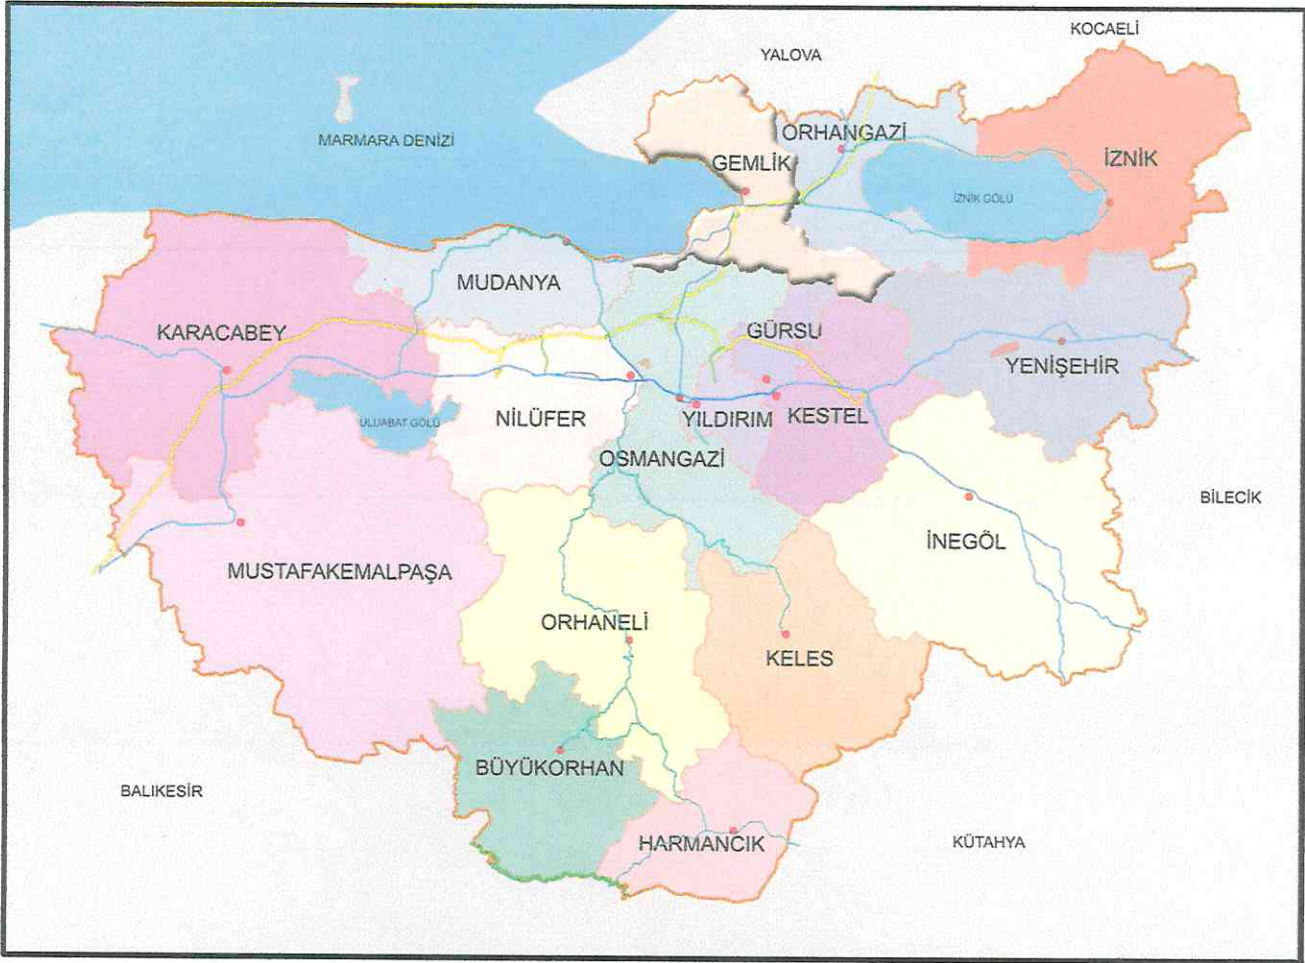 KOCAELİ
YALOVA
ORHANGAZİ
MARMARA DENİZİ
GEMLİK
İZNİK
İZNİK GÖLÜ
MUDANYA
KARACABEY
GÜRSU
YENİŞEHİR
ULUABAT GÖLÜ
NİLÜFER
YILDIRIM
KESTEL
OSMANGAZİ
BİLECİK
İNEGÖL
MUSTAFAKEMALPAŞA
ORHANELİ
KELES
BÜYÜKORHAN
BALIKESİR
HARMANCIK
KÜTAHYA